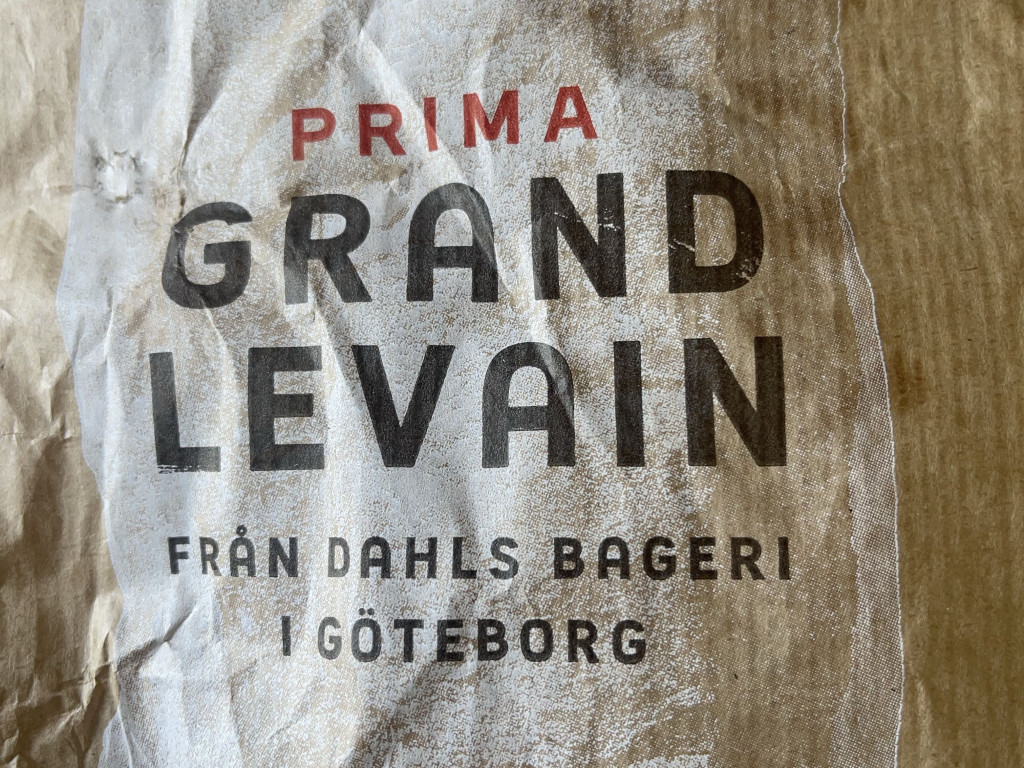 PRIMA
GRAND
LEVAIN
FRÅN DAHLS BAGERI
I GÖTEBORG